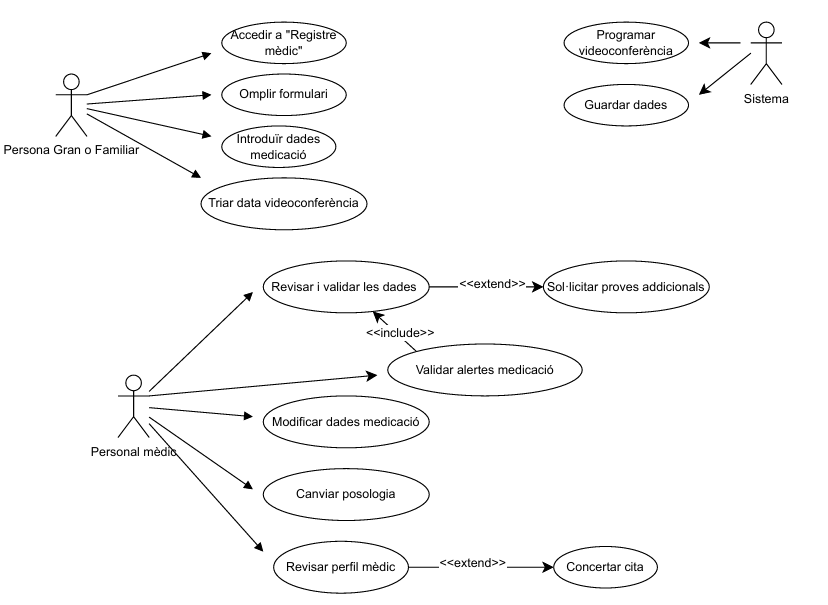 Accedir a "Registre
mèdic"
Omplir formulari
Introduïr dades
medicació
Triar data videoconferència
Persona Gran o Familiar
Programar
videoconferència
Guardar dades
Sistema
Revisar i validar les dades
<<extend>>
Sol·licitar proves addicionals
<<include>>
Validar alertes medicació
Modificar dades medicació
Personal mèdic
Canviar posologia
Revisar perfil mèdic
<<extend>>
Concertar cita